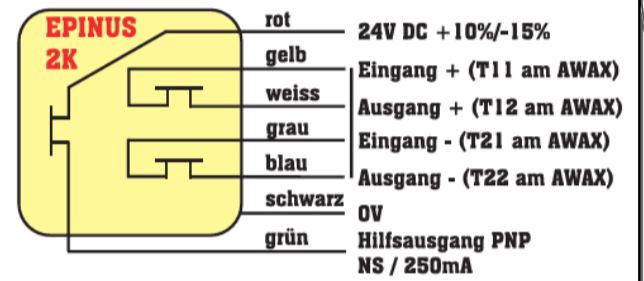 EPINUS
2K
rot 24V DC +10%/-15%
gelb Eingang + (T11 am AWAX)
weiss Ausgang + (T12 am AWAX)
grau Eingang - (T21 am AWAX)
blau Ausgang - (T22 am AWAX)
schwarz 0V
grün Hilfsausgang PNP
NS / 250mA